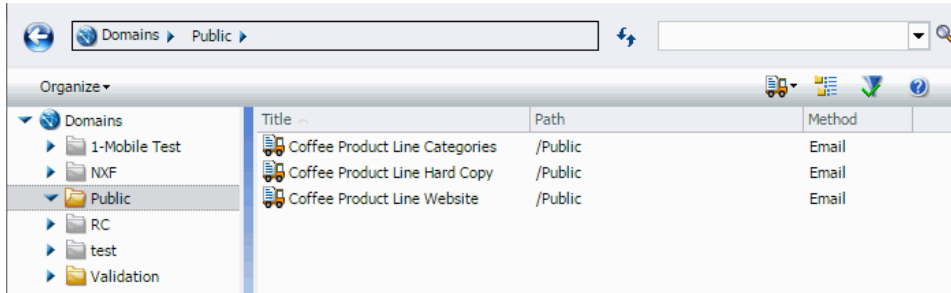 Domains Public
Organize
Domains
1-Mobile Test
NXF
Public
RC
test
Validation
Title Path Method
Coffee Product Line Categories /Public Email
Coffee Product Line Hard Copy /Public Email
Coffee Product Line Website /Public Email